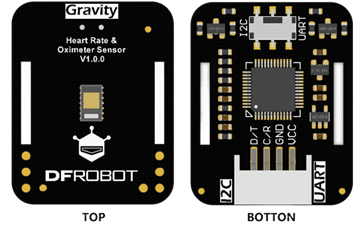 Gravity
Heart Rate &
Oximeter Sensor
V1.0.0
DFROBOT
TOP
I2C
UART
D/T
C/R
GND
VCC
I2C
UART
BOTTON